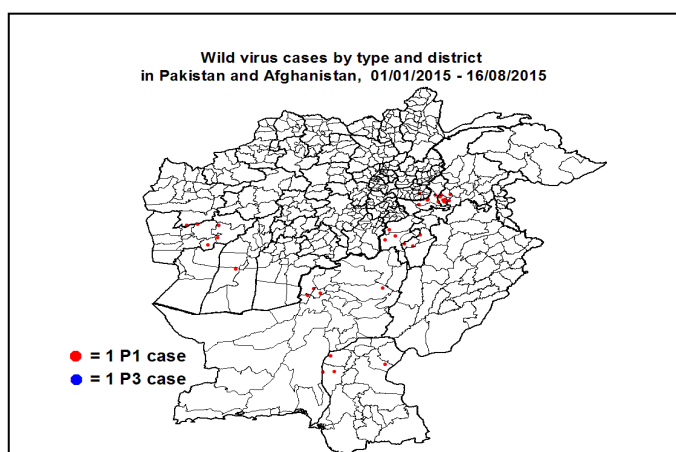 Wild virus cases by type and district
in Pakistan and Afghanistan, 01/01/2015 - 16/08/2015
= 1 P1 case
= 1 P3 case